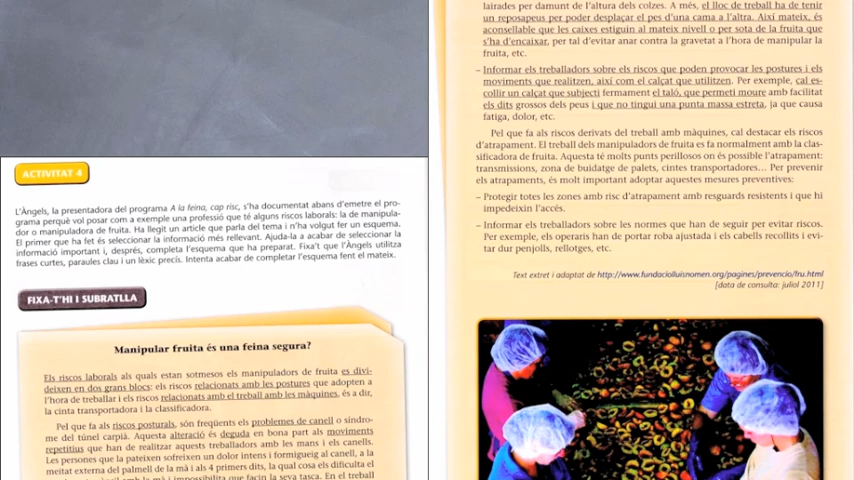 ACTIVITAT 4
L'Àngels, la presentadora del programa A la feina, cap risc, s'ha documentat abans d'emetre el pro-
grama perquè vol posar com a exemple una professió que té alguns riscos laborals: la de manipula-
dor o manipuladora de fruita. Ha llegit un article que parla del tema i n'ha volgut fer un esquema.
El primer que ha fet és seleccionar la informació més rellevant. Ajuda-la a acabar de seleccionar la
informació important i, després, completa l'esquema que ha preparat. Fixa't que l'Àngels utilitza
frases curtes, paraules clau i un lèxic precís. Intenta acabar de completar l'esquema fent el mateix.
FIXA-T'HI I SUBRATLLA
Manipular fruita és una feina segura?
Els riscos laborals als quals estan sotmesos els manipuladors de fruita es divi-
deixen en dos grans blocs: els riscos relacionats amb les postures que adopten a
l'hora de treballar i els riscos relacionats amb el treball amb les màquines, és a dir,
la cinta transportadora i la classificadora.
Pel que fa als riscos posturals, són freqüents els problemes de canell o síndro-
me del túnel carpià. Aquesta alteració és deguda en bona part als moviments
repetitius que han de realitzar aquests treballadors amb les mans i els canells.
Les persones que la pateixen sofreixen un dolor intens i formigueig al canell, a la
meitat externa del palmell de la mà i als 4 primers dits, la qual cosa els dificulta el
la mà i impossibilita que facin la seva tasca. En el treball
lairades per damunt de l'altura dels colzes. A més, el lloc de treball ha de tenir
un reposapeus per poder desplaçar el pes d'una cama a l'altra. Així mateix, és
aconsellable que les caixes estiguin al mateix nivell o per sota de la fruita que
s'ha d'encaixar, per tal d'evitar anar contra la gravetat a l'hora de manipular la
fruita, etc.
– Informar els treballadors sobre els riscos que poden provocar les postures i els
moviments que realitzen, així com el calçat que utilitzen. Per exemple, cal es-
collir un calçat que subjecti fermament el taló, que permeti moure amb facilitat
els dits grossos dels peus i que no tingui una punta massa estreta, ja que causa
fatiga, dolor, etc.
Pel que fa als riscos derivats del treball amb màquines, cal destacar els riscos
d'atrapament. El treball dels manipuladors de fruita es fa normalment amb la clas-
sificadora de fruita. Aquesta té molts punts perillosos on és possible l'atrapament:
transmissions, zona de buidatge de palets, cintes transportadores... Per prevenir
els atrapaments, és molt important adoptar aquestes mesures preventives:
– Protegir totes les zones amb risc d'atrapament amb resguards resistents i que hi
impedeixin l'accés.
– Informar els treballadors sobre les normes que han de seguir per evitar riscos.
Per exemple, els operaris han de portar roba ajustada i els cabells recollits i evi-
tar dur penjolls, rellotges, etc.
Text extret i adaptat de http://www.fundaciolluisnomen.org/pagines/prevencio/fru.html
[data de consulta: juliol 2011]